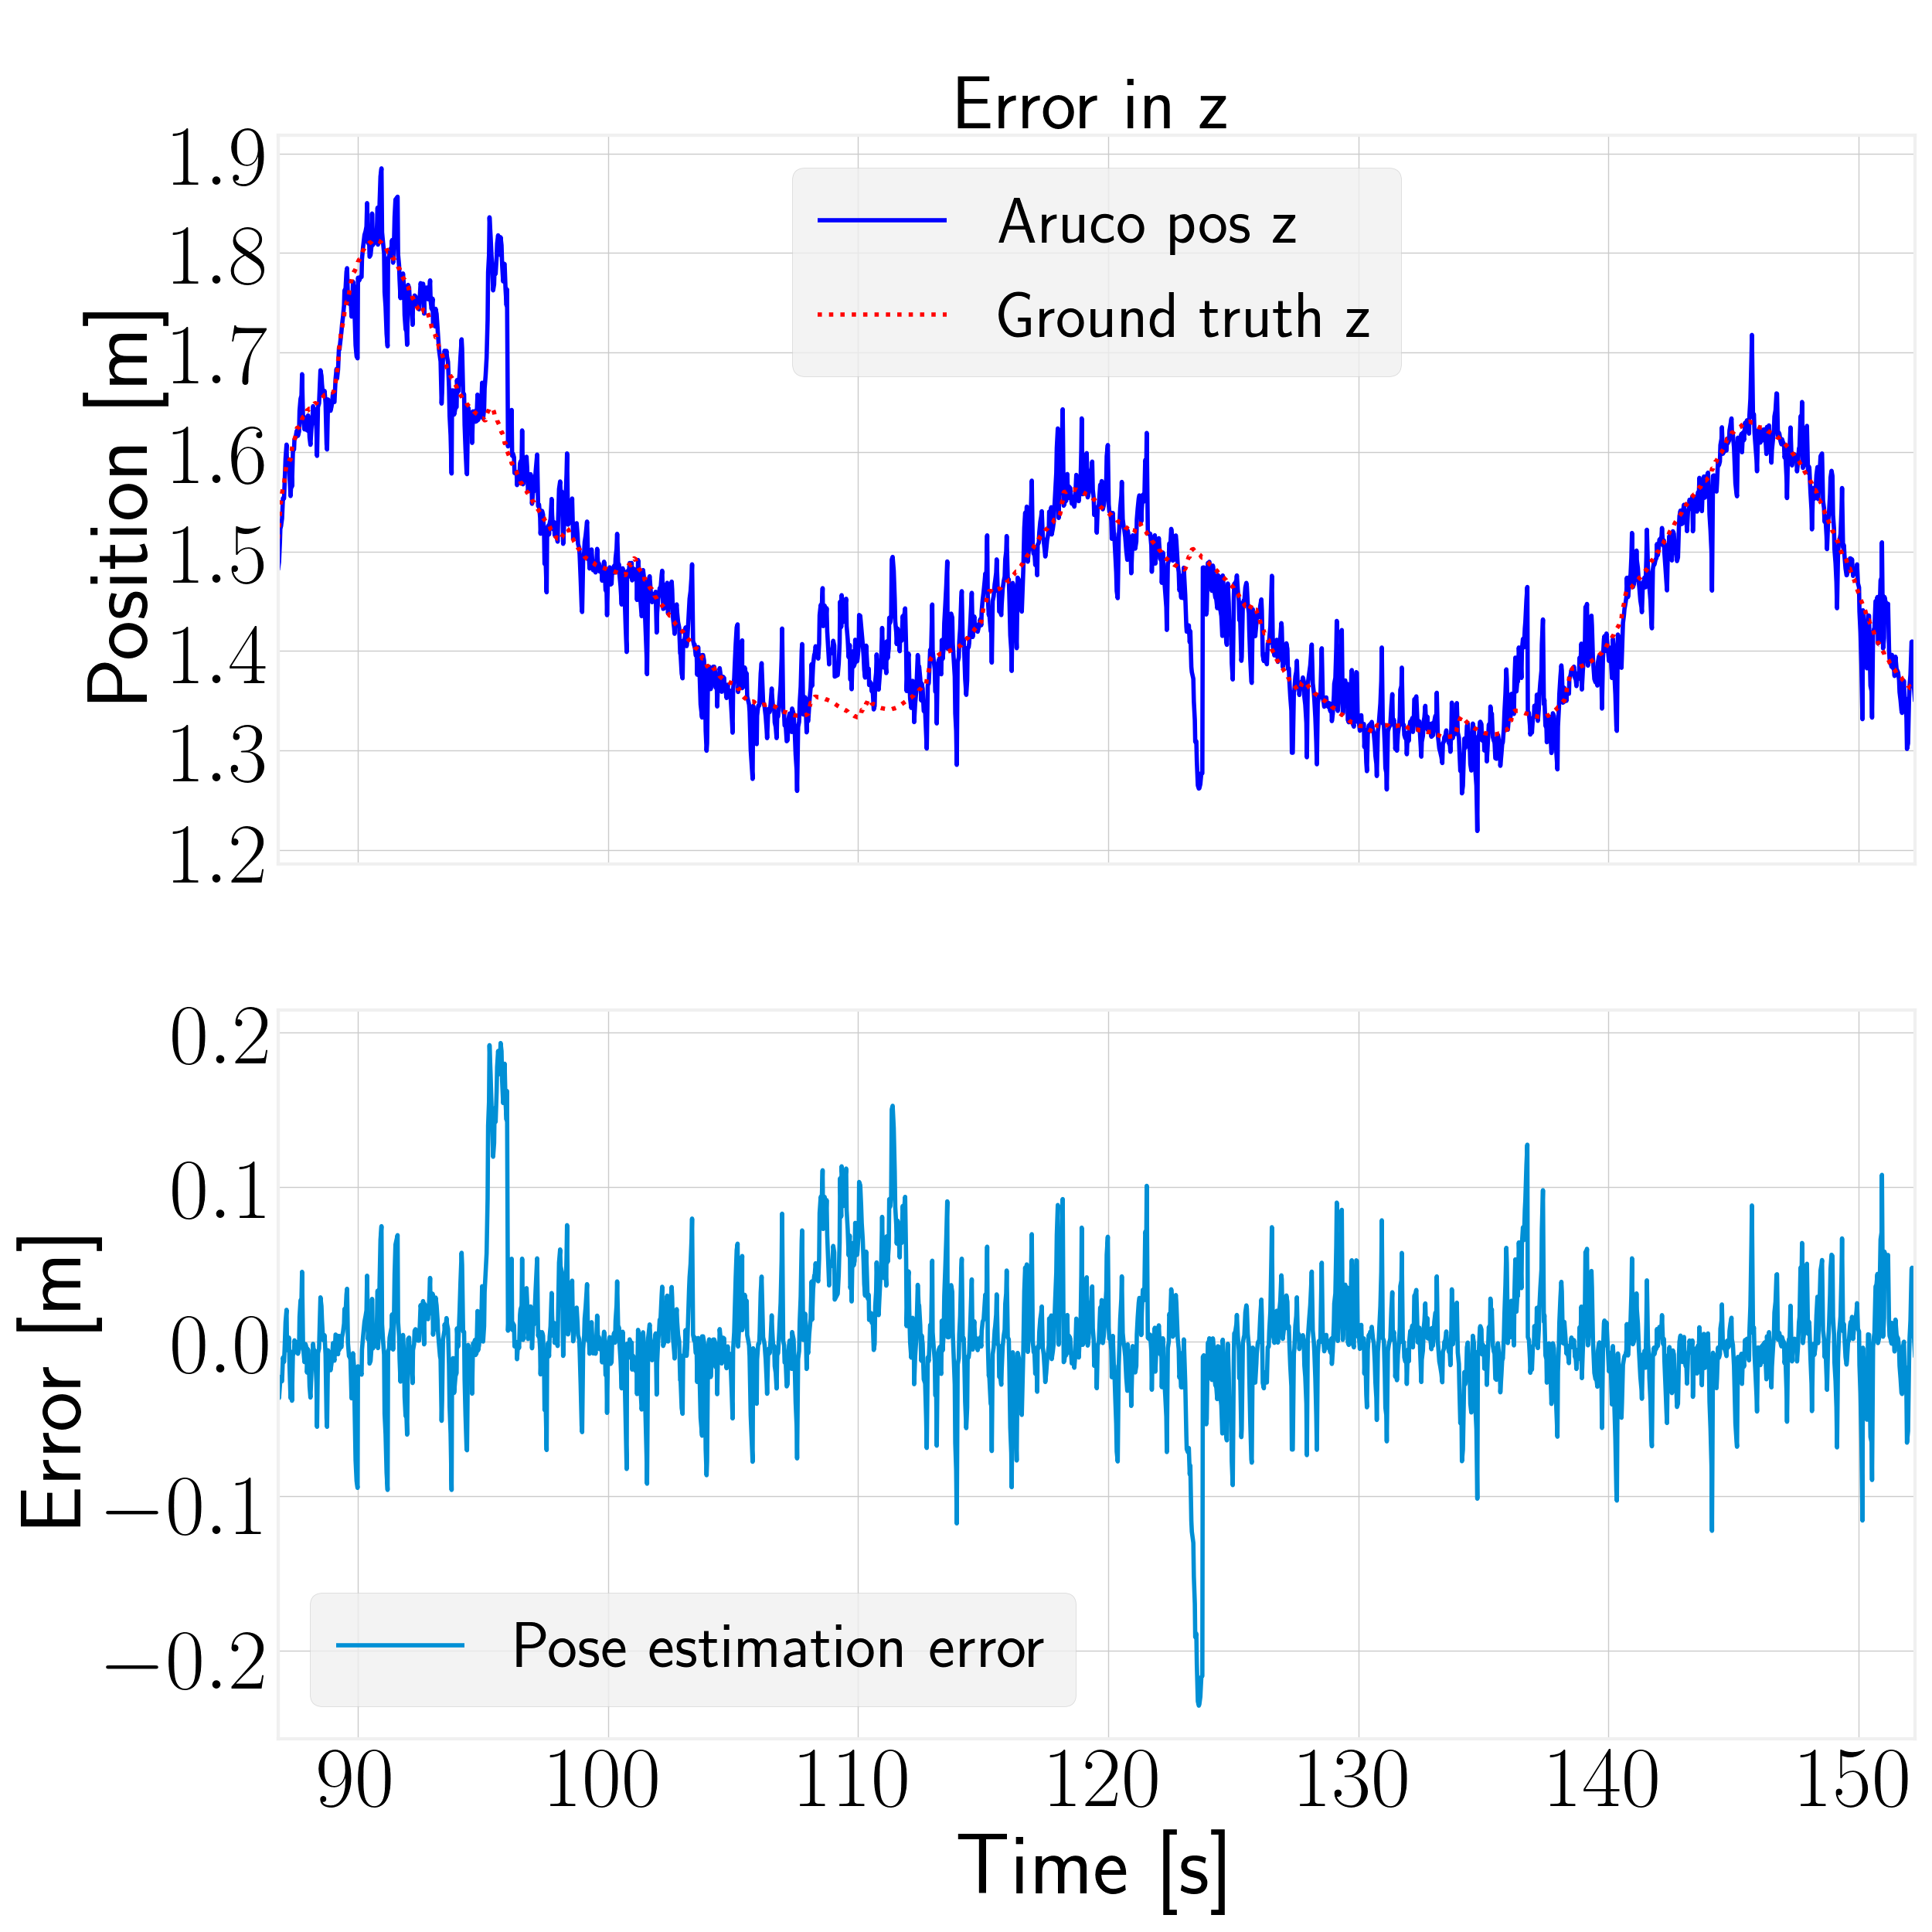 Error in z
Aruco pos z
Ground truth z
Position [m]
1.9
1.8
1.7
1.6
1.5
1.4
1.3
1.2
Error [m]
0.2
0.1
0.0
−0.1
−0.2
Pose estimation error
90 100 110 120 130 140 150
Time [s]